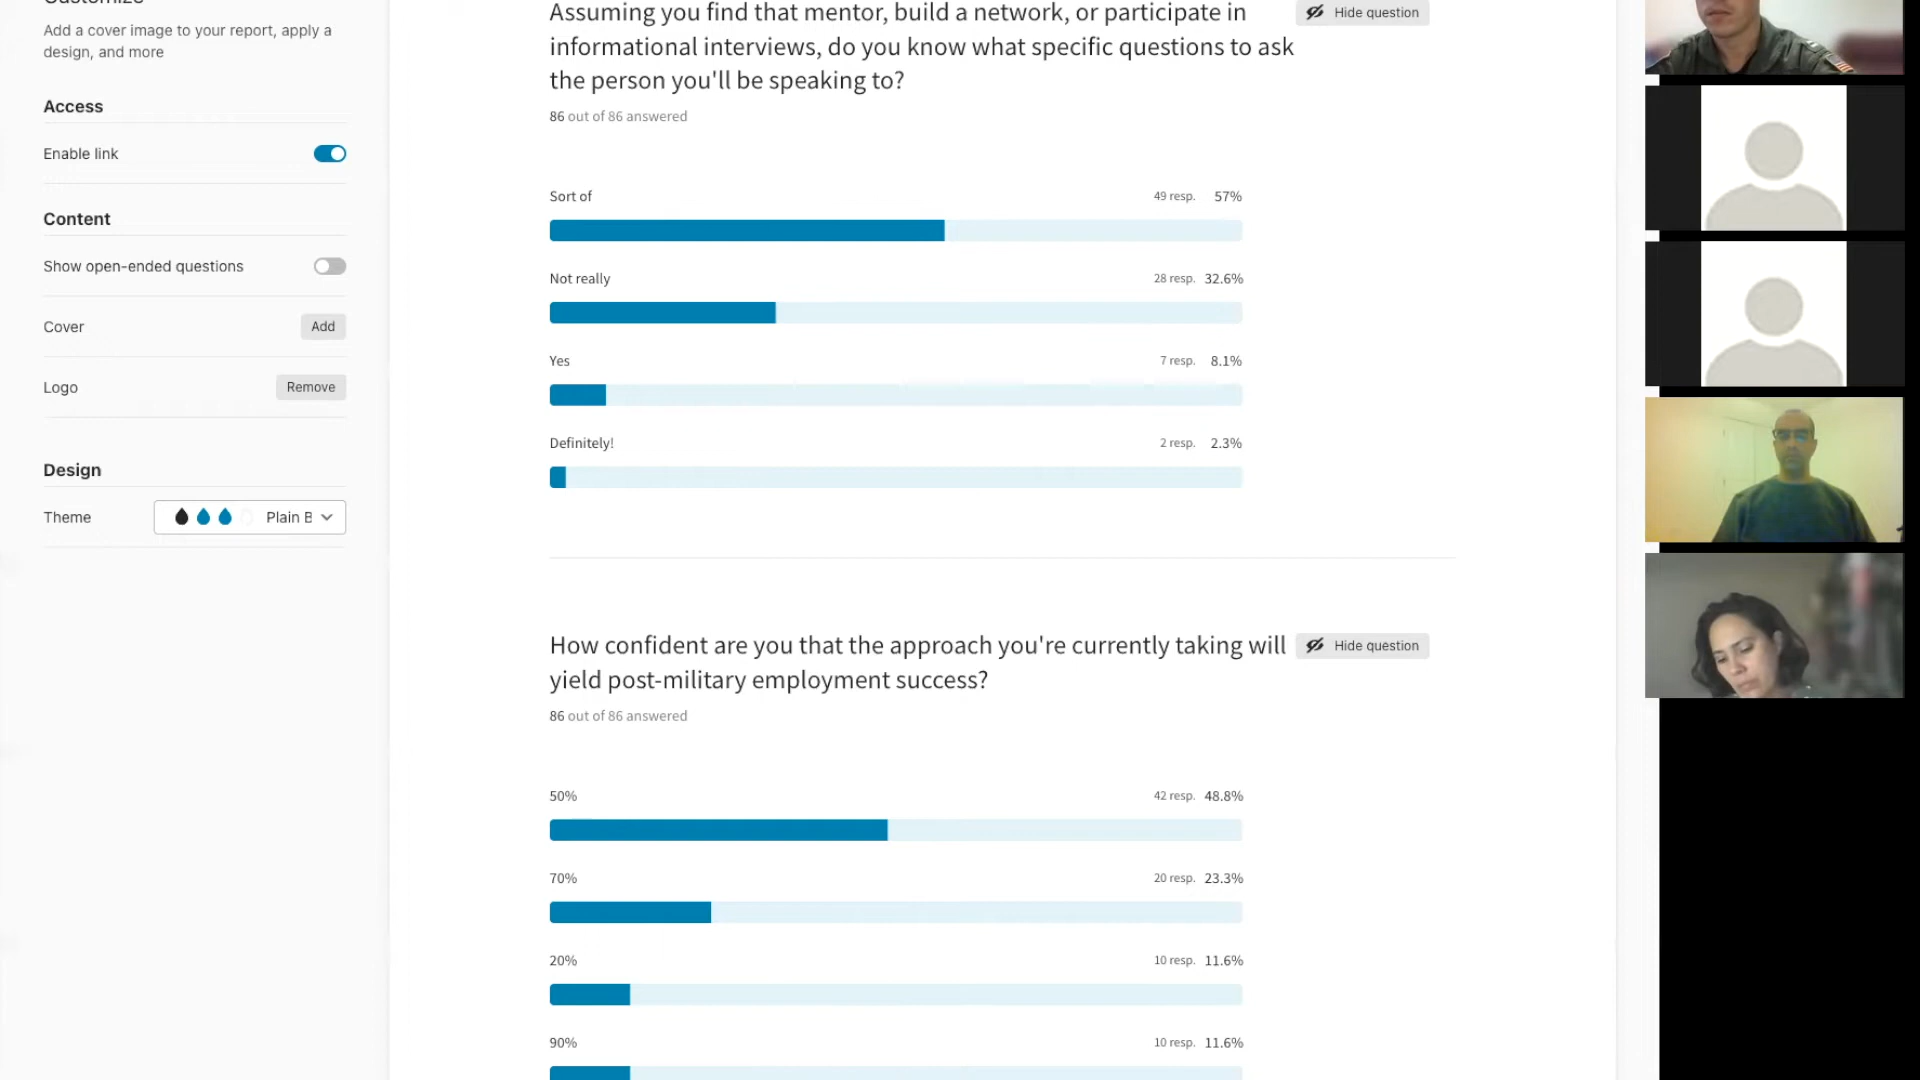 Customize
Add a cover image to your report, apply a
design, and more
Access
Enable link
Content
Show open-ended questions
Cover
Add
Logo
Remove
Design
Theme
Plain B
Assuming you find that mentor, build a network, or participate in
informational interviews, do you know what specific questions to ask
the person you'll be speaking to?
Hide question
86 out of 86 answered
Sort of 49 resp. 57%
Not really 28 resp. 32.6%
Yes 7 resp. 8.1%
Definitely! 2 resp. 2.3%
How confident are you that the approach you're currently taking will
yield post-military employment success?
Hide question
86 out of 86 answered
50% 42 resp. 48.8%
70% 20 resp. 23.3%
20% 10 resp. 11.6%
90% 10 resp. 11.6%